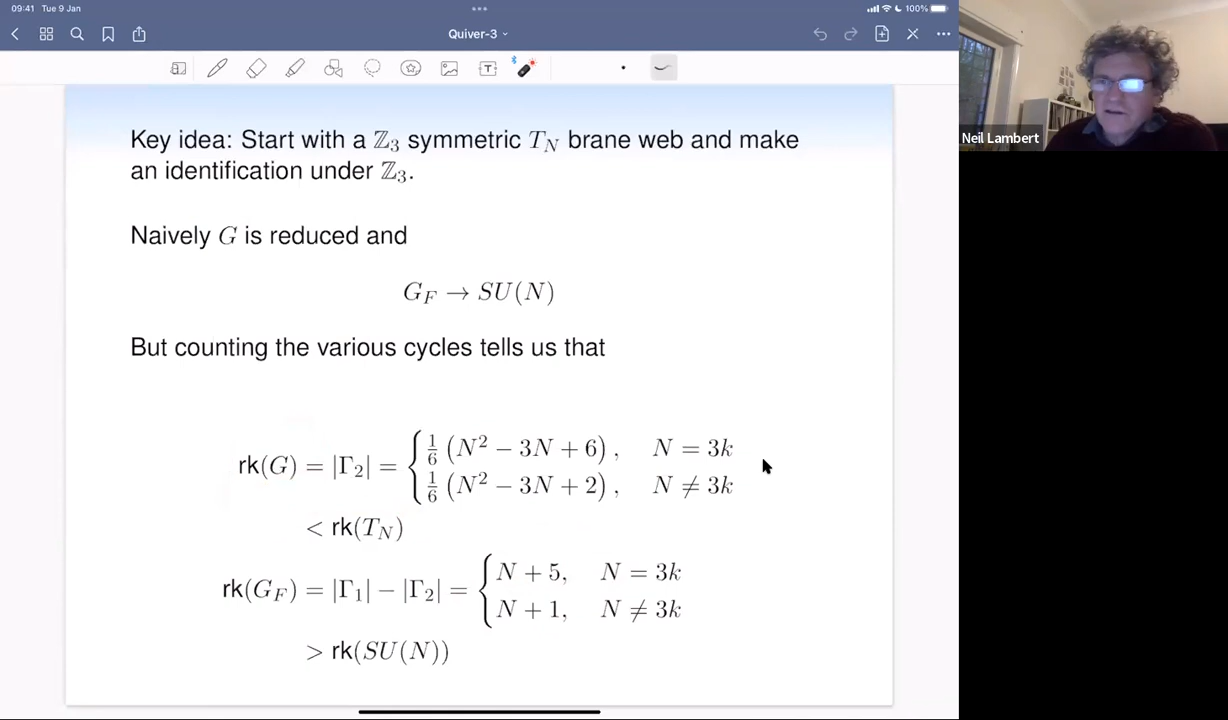 09:41 Tue 9 Jan
100%
Quiver-3
Key idea: Start with a ℤ₃ symmetric T_N brane web and make
an identification under ℤ₃.
Naively G is reduced and
G_F → SU(N)
But counting the various cycles tells us that
rk(G) = |Γ₂| = { 1/6 (N² − 3N + 6), N = 3k
1/6 (N² − 3N + 2), N ≠ 3k
< rk(T_N)
rk(G_F) = |Γ₁| − |Γ₂| = { N + 5, N = 3k
N + 1, N ≠ 3k
> rk(SU(N))
Neil Lambert